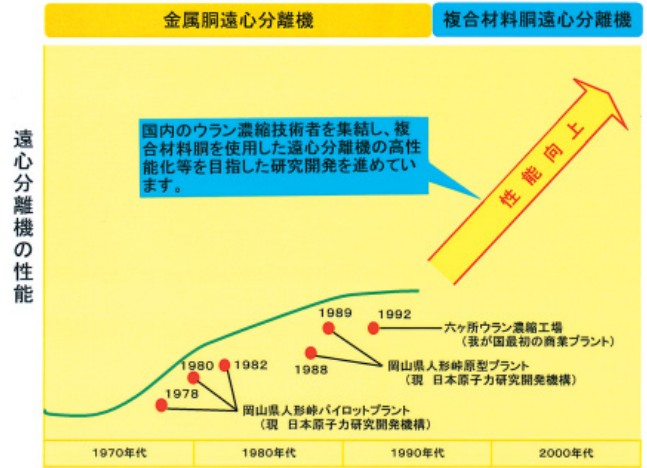 金属胴遠心分離機
複合材料胴遠心分離機
遠心分離機の性能
国内のウラン濃縮技術者を集結し、複
合材料胴を使用した遠心分離機の高性
能化等を目指した研究開発を進めてい
ます。
性能向上
1989
1992
六ヶ所ウラン濃縮工場
(我が国最初の商業プラント)
1980
1982
1988
岡山県人形峠原型プラント
(現 日本原子力研究開発機構)
1978
岡山県人形峠パイロットプラント
(現 日本原子力研究開発機構)
1970年代
1980年代
1990年代
2000年代